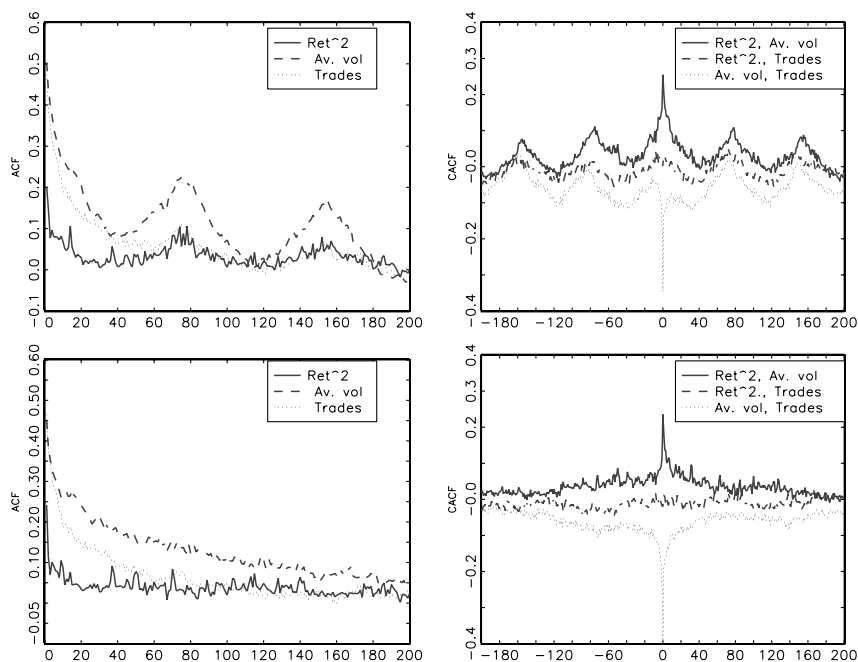 0.6
0.5
0.4
0.3
0.2
0.1
0.0
−0.1
ACF
Ret^2
Av. vol
Trades
0 20 40 60 80 100 120 140 160 180 200
0.4
0.2
−0.0
−0.2
−0.4
CACF
Ret^2, Av. vol
Ret^2., Trades
Av. vol, Trades
−180 −120 −60 0 40 80 120 160 200
0.60
0.50
0.40
0.30
0.20
0.10
−0.05
ACF
Ret^2
Av. vol
Trades
0 20 40 60 80 100 120 140 160 180 200
0.4
0.2
−0.0
−0.2
−0.4
CACF
Ret^2, Av. vol
Ret^2., Trades
Av. vol, Trades
−180 −120 −60 0 40 80 120 160 200